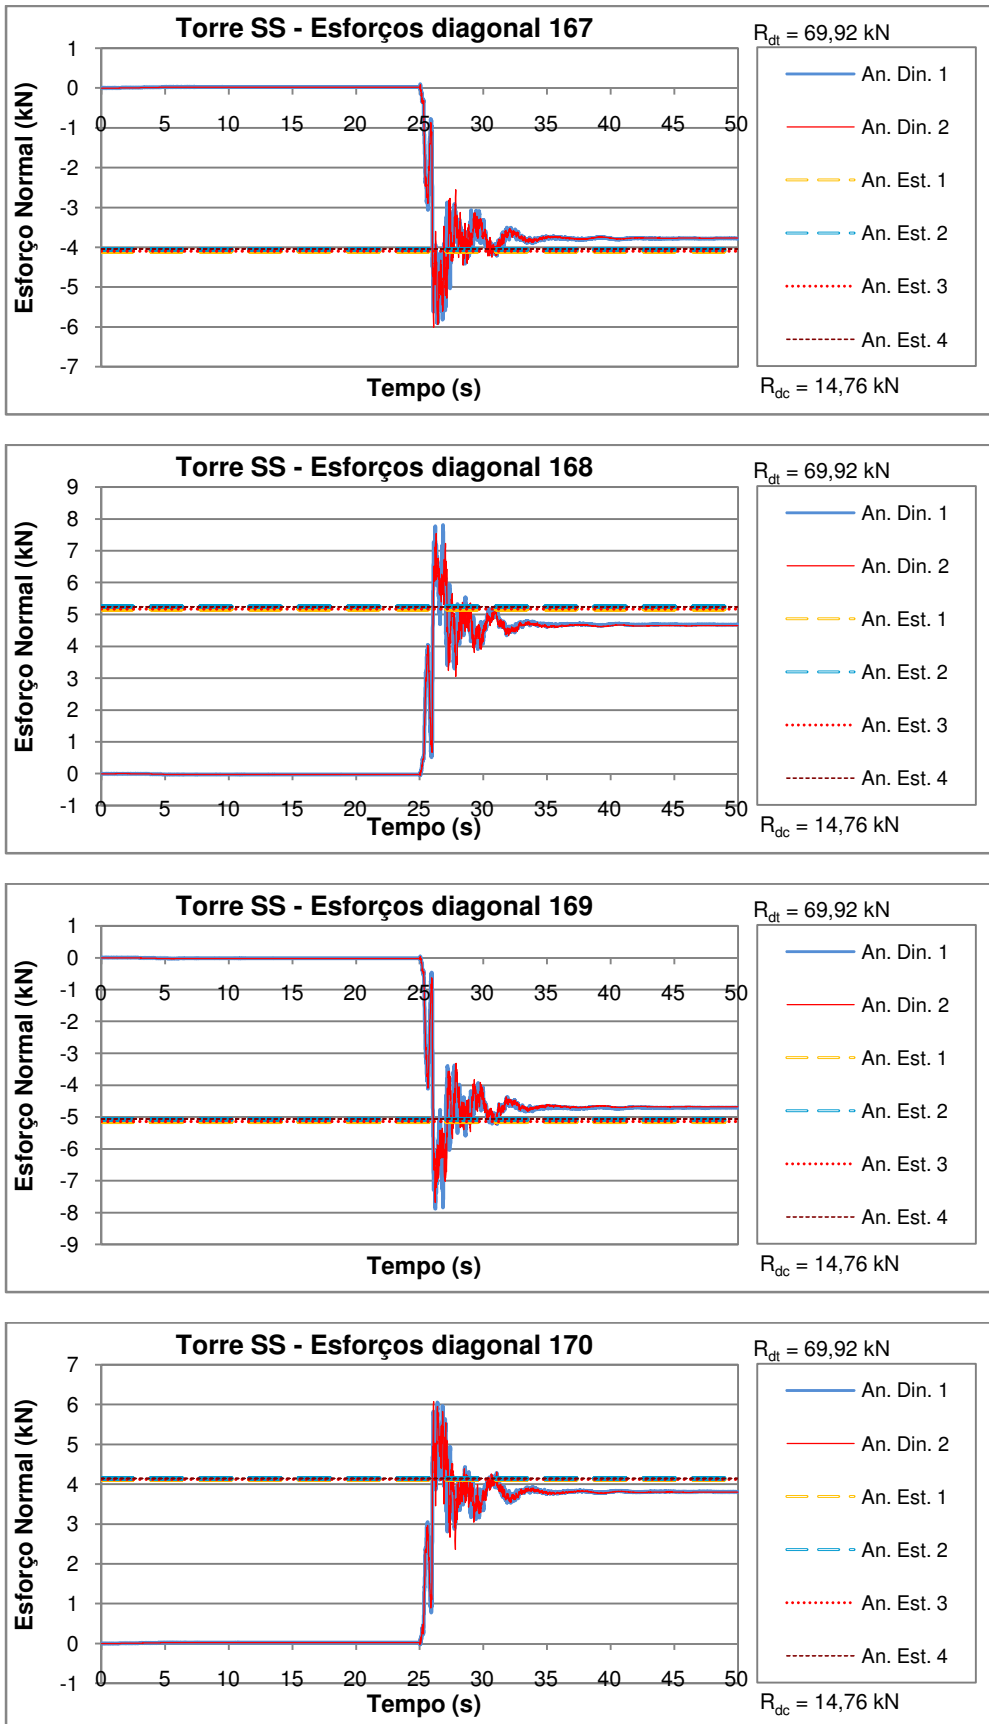 Torre SS - Esforços diagonal 167
R_dt = 69,92 kN
Esforço Normal (kN)
1
0
-1
-2
-3
-4
-5
-6
-7
0 5 10 15 20 25 30 35 40 45 50
Tempo (s)
An. Din. 1
An. Din. 2
An. Est. 1
An. Est. 2
An. Est. 3
An. Est. 4
R_dc = 14,76 kN
Torre SS - Esforços diagonal 168
R_dt = 69,92 kN
Esforço Normal (kN)
9
8
7
6
5
4
3
2
1
0
-1
0 5 10 15 20 25 30 35 40 45 50
Tempo (s)
An. Din. 1
An. Din. 2
An. Est. 1
An. Est. 2
An. Est. 3
An. Est. 4
R_dc = 14,76 kN
Torre SS - Esforços diagonal 169
R_dt = 69,92 kN
Esforço Normal (kN)
1
0
-1
-2
-3
-4
-5
-6
-7
-8
-9
0 5 10 15 20 25 30 35 40 45 50
Tempo (s)
An. Din. 1
An. Din. 2
An. Est. 1
An. Est. 2
An. Est. 3
An. Est. 4
R_dc = 14,76 kN
Torre SS - Esforços diagonal 170
R_dt = 69,92 kN
Esforço Normal (kN)
7
6
5
4
3
2
1
0
-1
0 5 10 15 20 25 30 35 40 45 50
Tempo (s)
An. Din. 1
An. Din. 2
An. Est. 1
An. Est. 2
An. Est. 3
An. Est. 4
R_dc = 14,76 kN